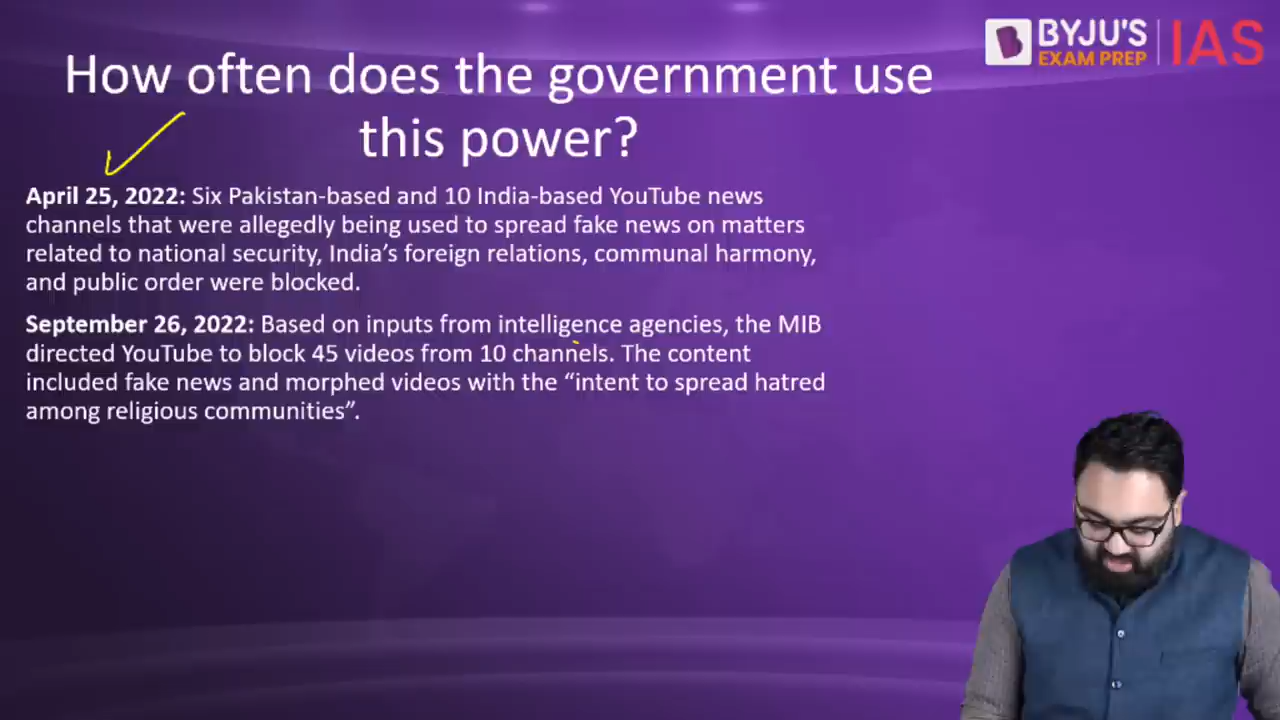 BYJU'S
EXAM PREP
IAS
How often does the government use
this power?
April 25, 2022: Six Pakistan-based and 10 India-based YouTube news
channels that were allegedly being used to spread fake news on matters
related to national security, India’s foreign relations, communal harmony,
and public order were blocked.
September 26, 2022: Based on inputs from intelligence agencies, the MIB
directed YouTube to block 45 videos from 10 channels. The content
included fake news and morphed videos with the “intent to spread hatred
among religious communities”.